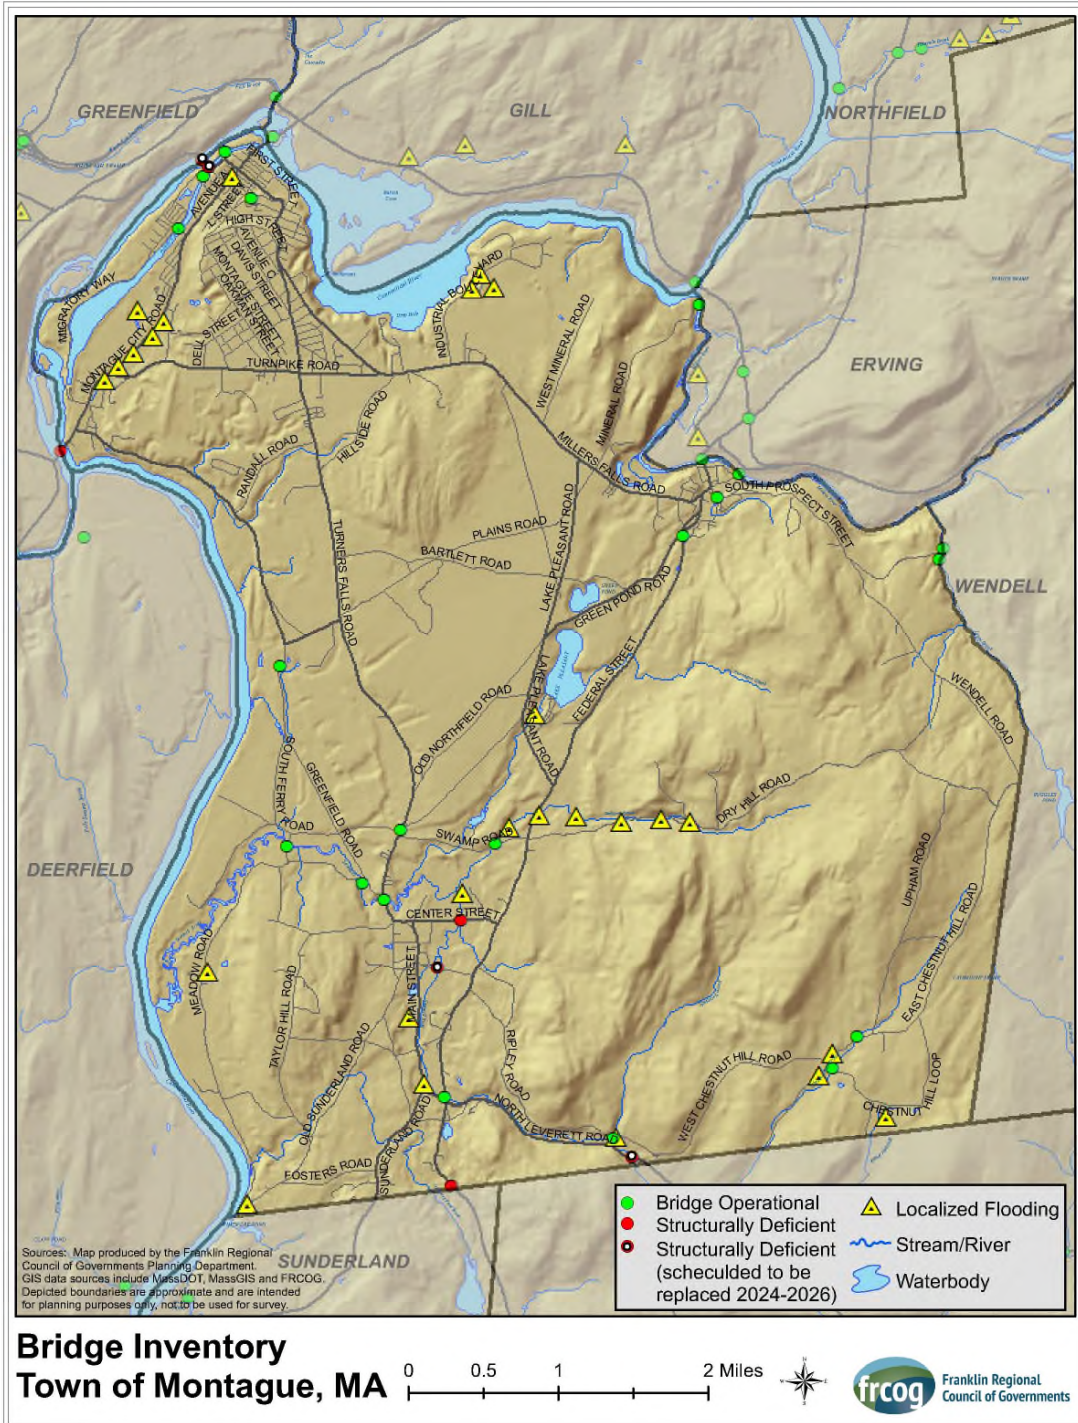 GREENFIELD
GILL
NORTHFIELD
FIRST STREET
AVENUE A
L STREET
HIGH STREET
AVENUE C
DAVIS STREET
MONTAGUE STREET
OAKMAN STREET
DELL STREET
MIGRATORY WAY
MONTAGUE CITY ROAD
TURNPIKE ROAD
INDUSTRIAL BOULEVARD
WEST MINERAL ROAD
MINERAL ROAD
ERVING
RANDALL ROAD
HILLSIDE ROAD
MILLERS FALLS ROAD
SOUTH PROSPECT STREET
TURNERS FALLS ROAD
PLAINS ROAD
BARTLETT ROAD
LAKE PLEASANT ROAD
GREEN POND ROAD
WENDELL
FEDERAL STREET
LAKE PLEASANT ROAD
OLD NORTHFIELD ROAD
WENDELL ROAD
SOUTH FERRY ROAD
GREENFIELD ROAD
SWAMP ROAD
DRY HILL ROAD
DEERFIELD
UPHAM ROAD
CENTER STREET
MEADOW ROAD
MAIN STREET
TAYLOR HILL ROAD
OLD SUNDERLAND ROAD
RIPLEY ROAD
EAST CHESTNUT HILL ROAD
WEST CHESTNUT HILL ROAD
CHESTNUT HILL LOOP
NORTH LEVERETT ROAD
SUNDERLAND ROAD
FOSTERS ROAD
SUNDERLAND
Bridge Operational
Structurally Deficient
Structurally Deficient
(scheculded to be
replaced 2024-2026)
Localized Flooding
Stream/River
Waterbody
Sources: Map produced by the Franklin Regional
Council of Governments Planning Department.
GIS data sources include MassDOT, MassGIS and FRCOG.
Depicted boundaries are approximate and are intended
for planning purposes only, not to be used for survey.
Bridge Inventory
Town of Montague, MA
0 0.5 1 2 Miles
frcog
Franklin Regional
Council of Governments